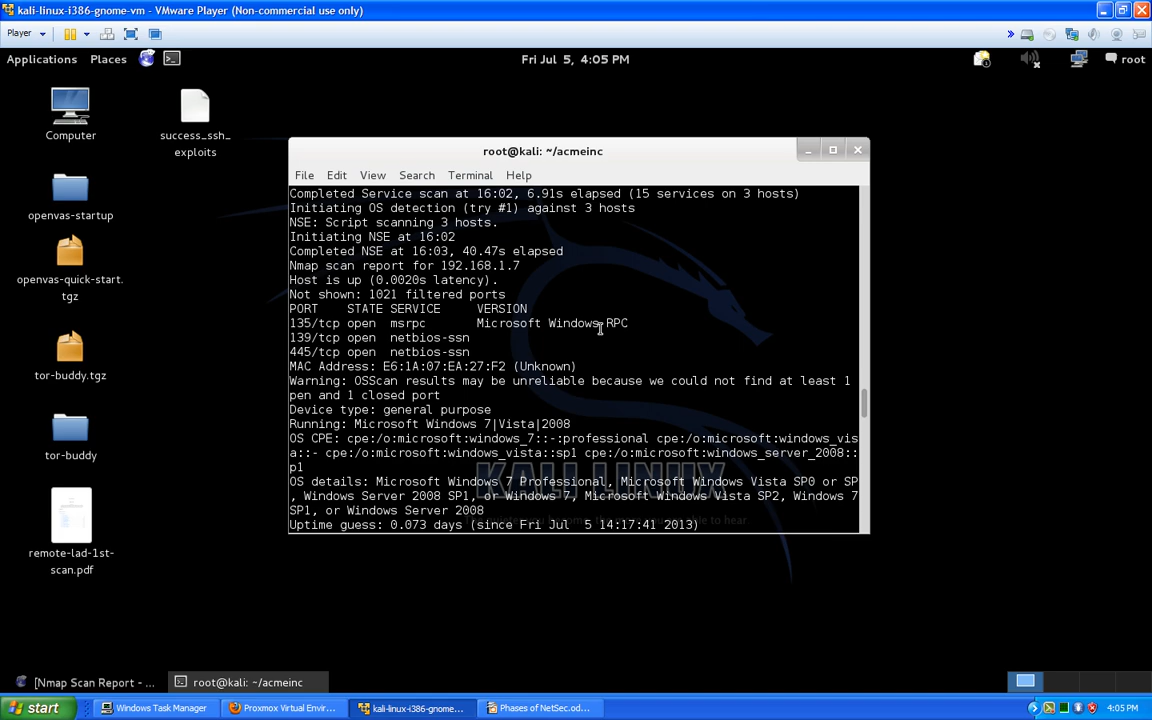 kali-linux-i386-gnome-vm - VMware Player (Non-commercial use only)
Player
Applications Places Fri Jul 5, 4:05 PM root
Computer
success_ssh_
exploits
openvas-startup
openvas-quick-start.
tgz
tor-buddy.tgz
tor-buddy
remote-lad-1st-
scan.pdf
root@kali: ~/acmeinc
File Edit View Search Terminal Help
Completed Service scan at 16:02, 6.91s elapsed (15 services on 3 hosts)
Initiating OS detection (try #1) against 3 hosts
NSE: Script scanning 3 hosts.
Initiating NSE at 16:02
Completed NSE at 16:03, 40.47s elapsed
Nmap scan report for 192.168.1.7
Host is up (0.0020s latency).
Not shown: 1021 filtered ports
PORT STATE SERVICE VERSION
135/tcp open msrpc Microsoft Windows RPC
139/tcp open netbios-ssn
445/tcp open netbios-ssn
MAC Address: E6:1A:07:EA:27:F2 (Unknown)
Warning: OSScan results may be unreliable because we could not find at least 1
pen and 1 closed port
Device type: general purpose
Running: Microsoft Windows 7|Vista|2008
OS CPE: cpe:/o:microsoft:windows_7::-:professional cpe:/o:microsoft:windows_vis
a::- cpe:/o:microsoft:windows_vista::sp1 cpe:/o:microsoft:windows_server_2008::
p1
OS details: Microsoft Windows 7 Professional, Microsoft Windows Vista SP0 or SP
, Windows Server 2008 SP1, or Windows 7, Microsoft Windows Vista SP2, Windows 7
SP1, or Windows Server 2008
Uptime guess: 0.073 days (since Fri Jul  5 14:17:41 2013)
KALI LINUX
to hear
[Nmap Scan Report - ... root@kali: ~/acmeinc
start Windows Task Manager Proxmox Virtual Envir... kali-linux-i386-gnome... Phases of NetSec.od... 4:05 PM